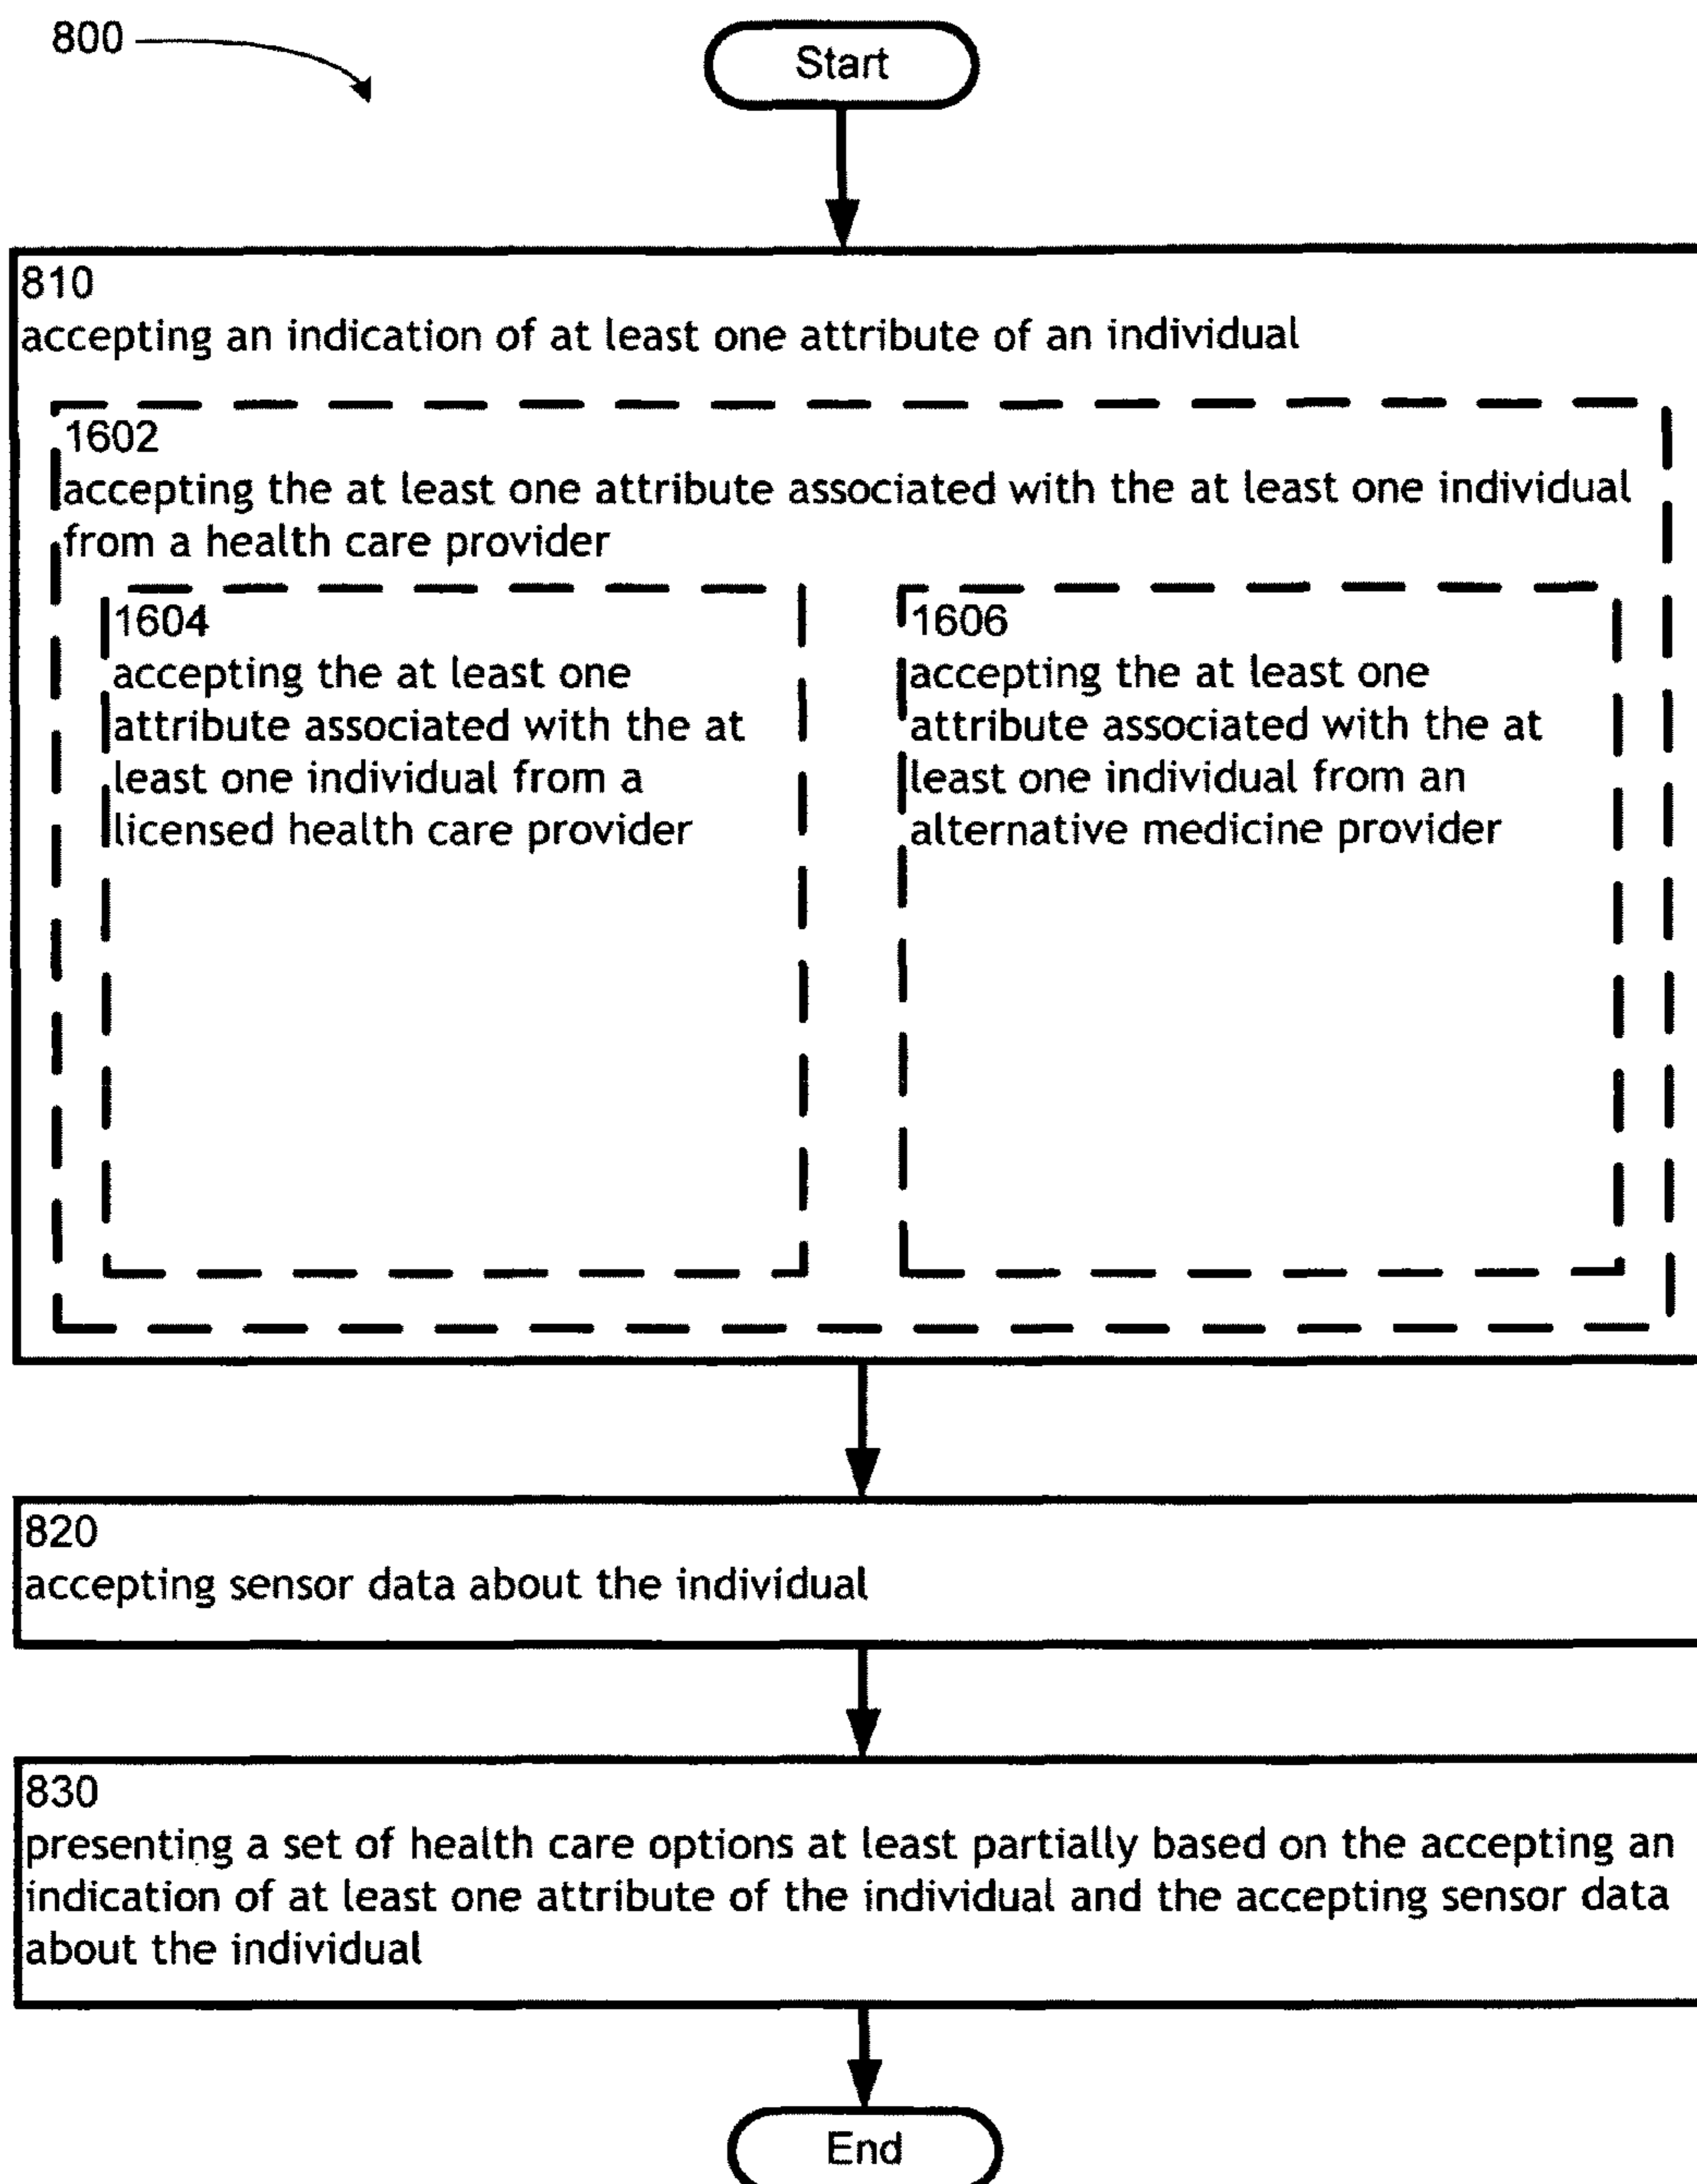 800
Start
810
accepting an indication of at least one attribute of an individual
1602
accepting the at least one attribute associated with the at least one individual
from a health care provider
1604
accepting the at least one
attribute associated with the at
least one individual from a
licensed health care provider
1606
accepting the at least one
attribute associated with the at
least one individual from an
alternative medicine provider
820
accepting sensor data about the individual
830
presenting a set of health care options at least partially based on the accepting an
indication of at least one attribute of the individual and the accepting sensor data
about the individual
End